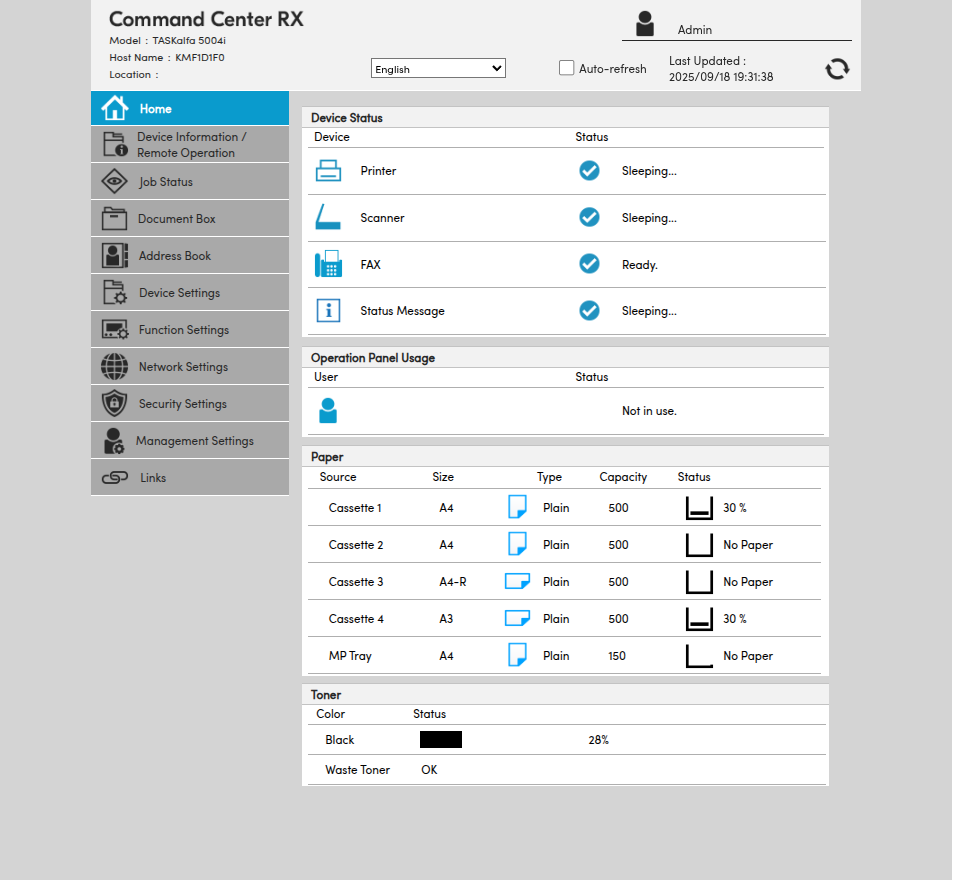 Command Center RX
Model : TASKalfa 5004i
Host Name : KMF1D1F0
Location :
English
Auto-refresh
Admin
Last Updated :
2025/09/18 19:31:38
Home
Device Information /
Remote Operation
Job Status
Document Box
Address Book
Device Settings
Function Settings
Network Settings
Security Settings
Management Settings
Links
Device Status
Device Status
Printer Sleeping...
Scanner Sleeping...
FAX Ready.
Status Message Sleeping...
Operation Panel Usage
User Status
Not in use.
Paper
Source Size Type Capacity Status
Cassette 1 A4 Plain 500 30 %
Cassette 2 A4 Plain 500 No Paper
Cassette 3 A4-R Plain 500 No Paper
Cassette 4 A3 Plain 500 30 %
MP Tray A4 Plain 150 No Paper
Toner
Color Status
Black 28%
Waste Toner OK